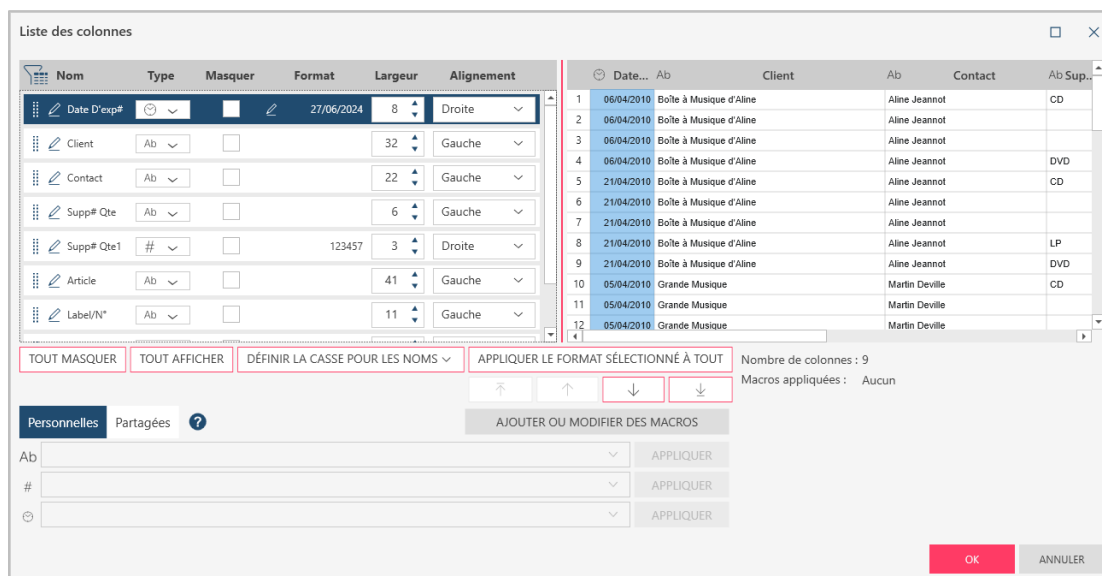 Liste des colonnes
Nom Type Masquer Format Largeur Alignement
Date D'exp# 27/06/2024 8 Droite
Client Ab 32 Gauche
Contact Ab 22 Gauche
Supp# Qte Ab 6 Gauche
Supp# Qte1 # 123457 3 Droite
Article Ab 41 Gauche
Label/N° Ab 11 Gauche
Date... Ab Client Ab Contact Ab Sup..
1 06/04/2010 Boîte à Musique d'Aline Aline Jeannot CD
2 06/04/2010 Boîte à Musique d'Aline Aline Jeannot
3 06/04/2010 Boîte à Musique d'Aline Aline Jeannot
4 06/04/2010 Boîte à Musique d'Aline Aline Jeannot DVD
5 21/04/2010 Boîte à Musique d'Aline Aline Jeannot CD
6 21/04/2010 Boîte à Musique d'Aline Aline Jeannot
7 21/04/2010 Boîte à Musique d'Aline Aline Jeannot
8 21/04/2010 Boîte à Musique d'Aline Aline Jeannot LP
9 21/04/2010 Boîte à Musique d'Aline Aline Jeannot DVD
10 05/04/2010 Grande Musique Martin Deville CD
11 05/04/2010 Grande Musique Martin Deville
12 05/04/2010 Grande Musique Martin Deville
TOUT MASQUER TOUT AFFICHER DÉFINIR LA CASSE POUR LES NOMS APPLIQUER LE FORMAT SÉLECTIONNÉ À TOUT
Nombre de colonnes : 9
Macros appliquées : Aucun
Personnelles Partagées ? AJOUTER OU MODIFIER DES MACROS
Ab APPLIQUER
# APPLIQUER
APPLIQUER
OK ANNULER